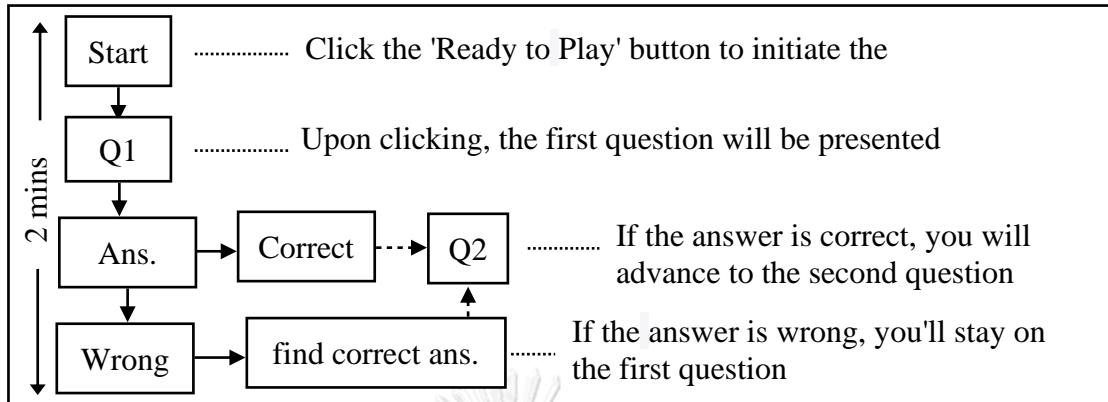 Start
Click the 'Ready to Play' button to initiate the
Q1
Upon clicking, the first question will be presented
2 mins
Ans.
Correct
Q2
If the answer is correct, you will
advance to the second question
Wrong
find correct ans.
If the answer is wrong, you'll stay on
the first question